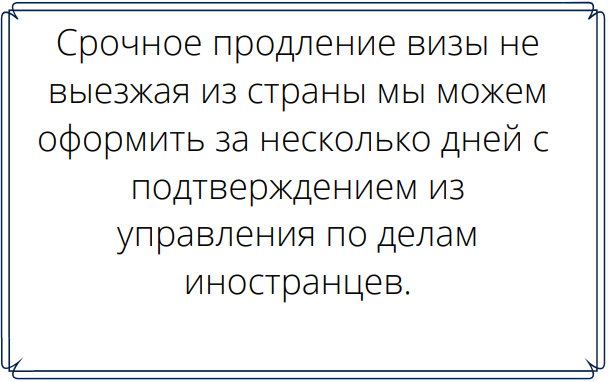 Срочное продление визы не
выезжая из страны мы можем
оформить за несколько дней с
подтверждением из
управления по делам
иностранцев.